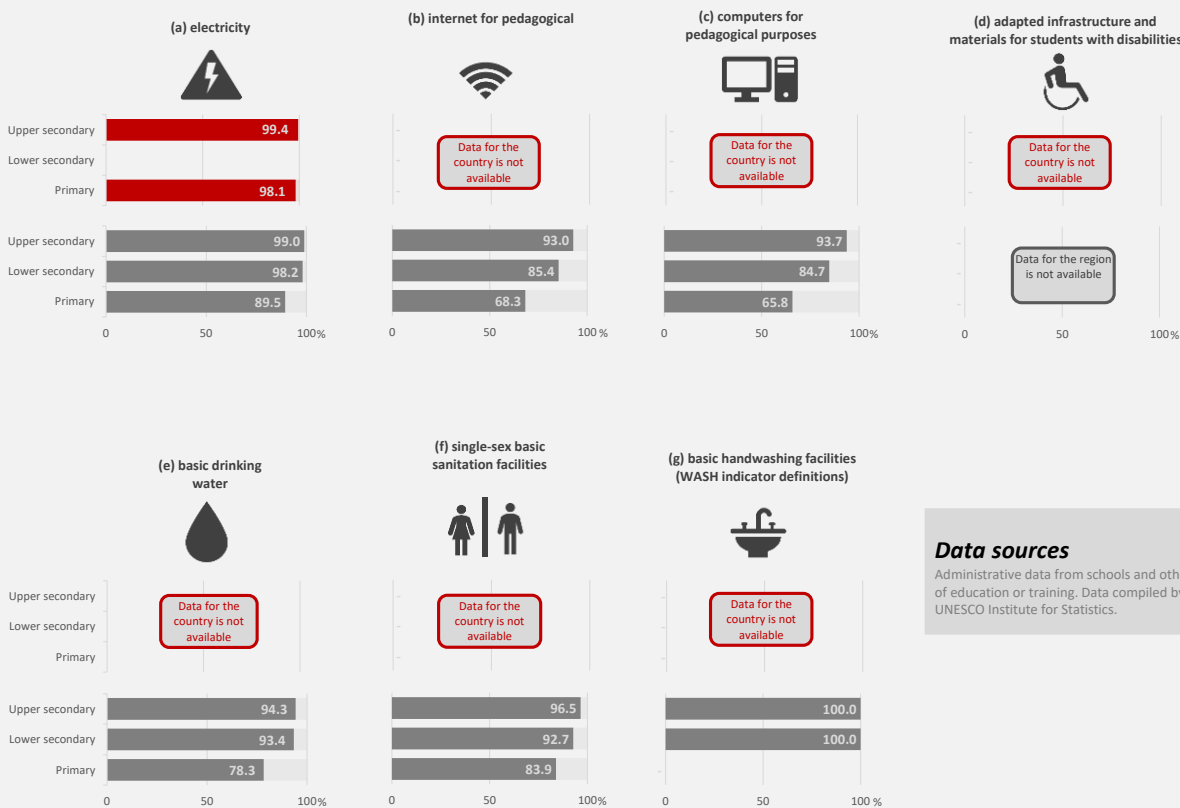 (a) electricity
(b) internet for pedagogical
(c) computers for
pedagogical purposes
(d) adapted infrastructure and
materials for students with disabilities
Upper secondary
99.4
Lower secondary
Primary
98.1
Data for the
country is not
available
Data for the
country is not
available
Data for the
country is not
available
Upper secondary
99.0
Lower secondary
98.2
Primary
89.5
0 50 100%
93.0
85.4
68.3
0 50 100%
93.7
84.7
65.8
0 50 100%
Data for the region
is not available
0 50 100%
(e) basic drinking
water
(f) single-sex basic
sanitation facilities
(g) basic handwashing facilities
(WASH indicator definitions)
Upper secondary
Lower secondary
Primary
Data for the
country is not
available
Data for the
country is not
available
Data for the
country is not
available
Upper secondary
94.3
Lower secondary
93.4
Primary
78.3
0 50 100%
96.5
92.7
83.9
0 50 100%
100.0
100.0
0 50 100%
Data sources
Administrative data from schools and oth
of education or training. Data compiled by
UNESCO Institute for Statistics.